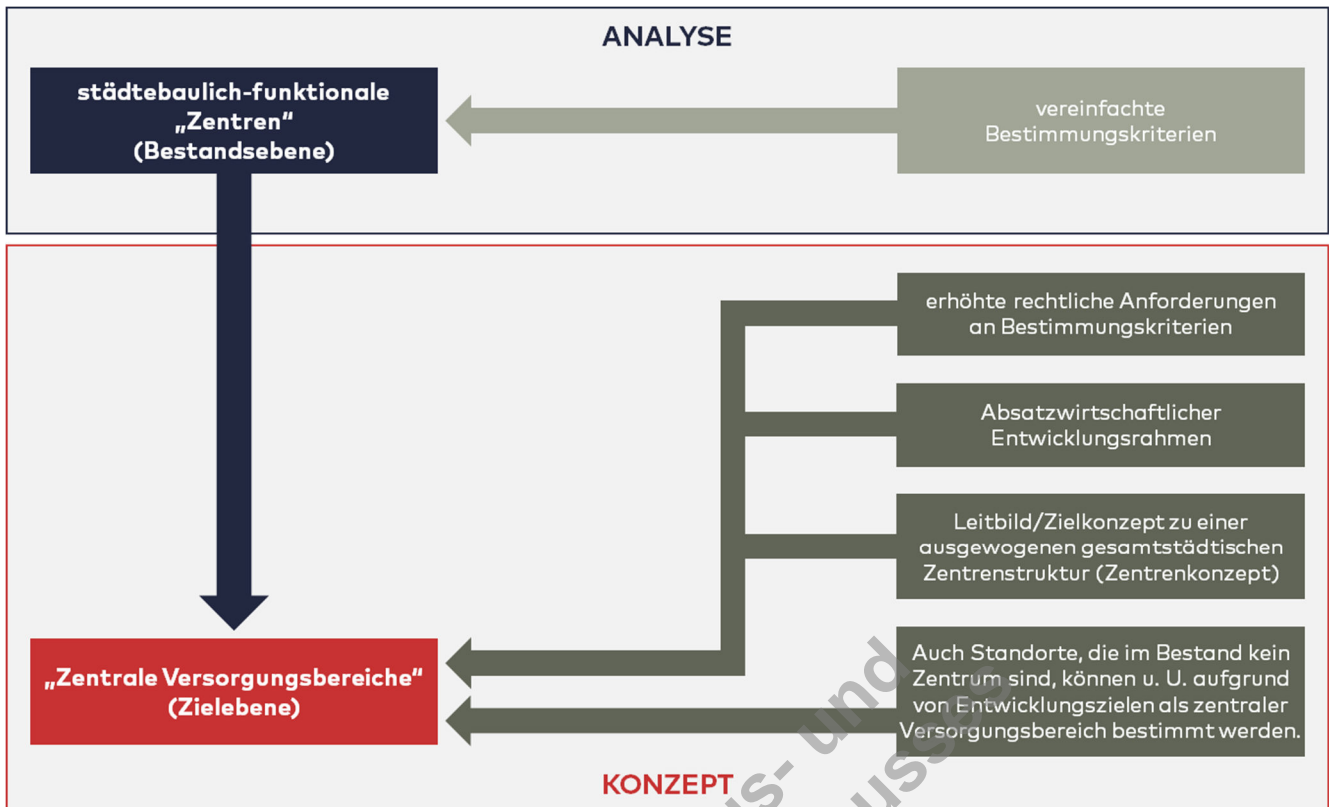 ANALYSE
städtebaulich-funktionale
„Zentren“
(Bestandsebene)
vereinfachte
Bestimmungskriterien
erhöhte rechtliche Anforderungen
an Bestimmungskriterien
Absatzwirtschaftlicher
Entwicklungsrahmen
Leitbild/Zielkonzept zu einer
ausgewogenen gesamtstädtischen
Zentrenstruktur (Zentrenkonzept)
Auch Standorte, die im Bestand kein
Zentrum sind, können u. U. aufgrund
von Entwicklungszielen als zentraler
Versorgungsbereich bestimmt werden.
„Zentrale Versorgungsbereiche“
(Zielebene)
KONZEPT
s- und
usses